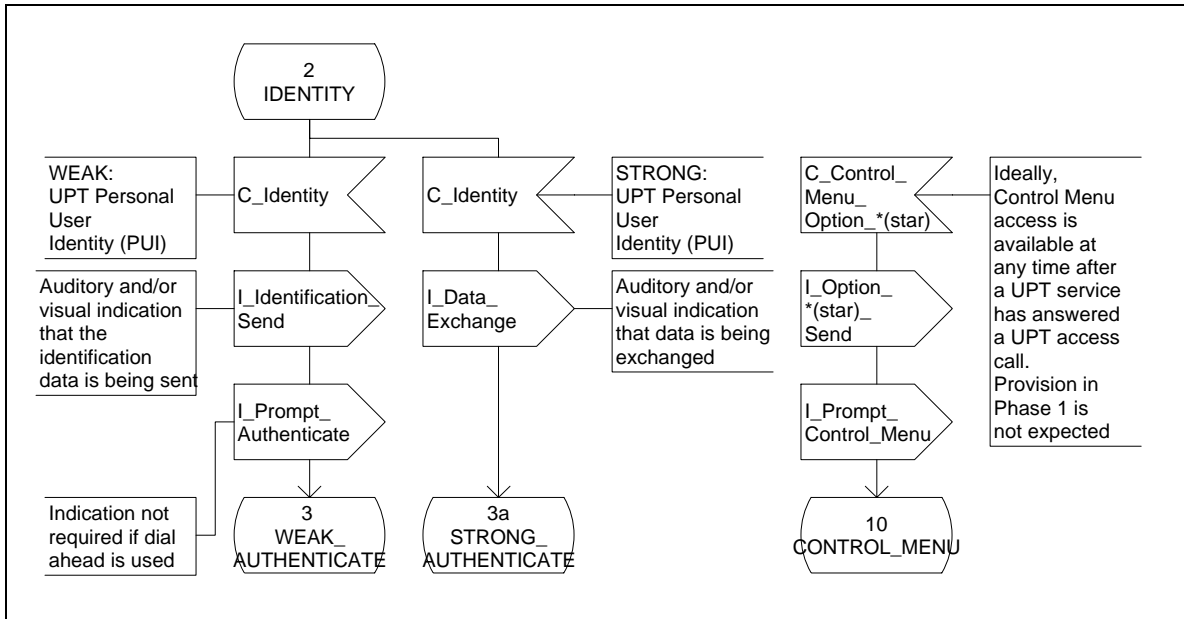 2
IDENTITY
WEAK:
UPT Personal
User
Identity (PUI)
C_Identity
C_Identity
STRONG:
UPT Personal
User
Identity (PUI)
C_Control_
Menu_
Option_*(star)
Ideally,
Control Menu
access is
available at
any time after
a UPT service
has answered
a UPT access
call.
Provision in
Phase 1 is
not expected
Auditory and/or
visual indication
that the
identification
data is being sent
I_Identification_
Send
I_Data_
Exchange
Auditory and/or
visual indication
that data is being
exchanged
I_Option_
*(star)_
Send
I_Prompt_
Authenticate
I_Prompt_
Control_Menu
Indication not
required if dial
ahead is used
3
WEAK_
AUTHENTICATE
3a
STRONG_
AUTHENTICATE
10
CONTROL_MENU